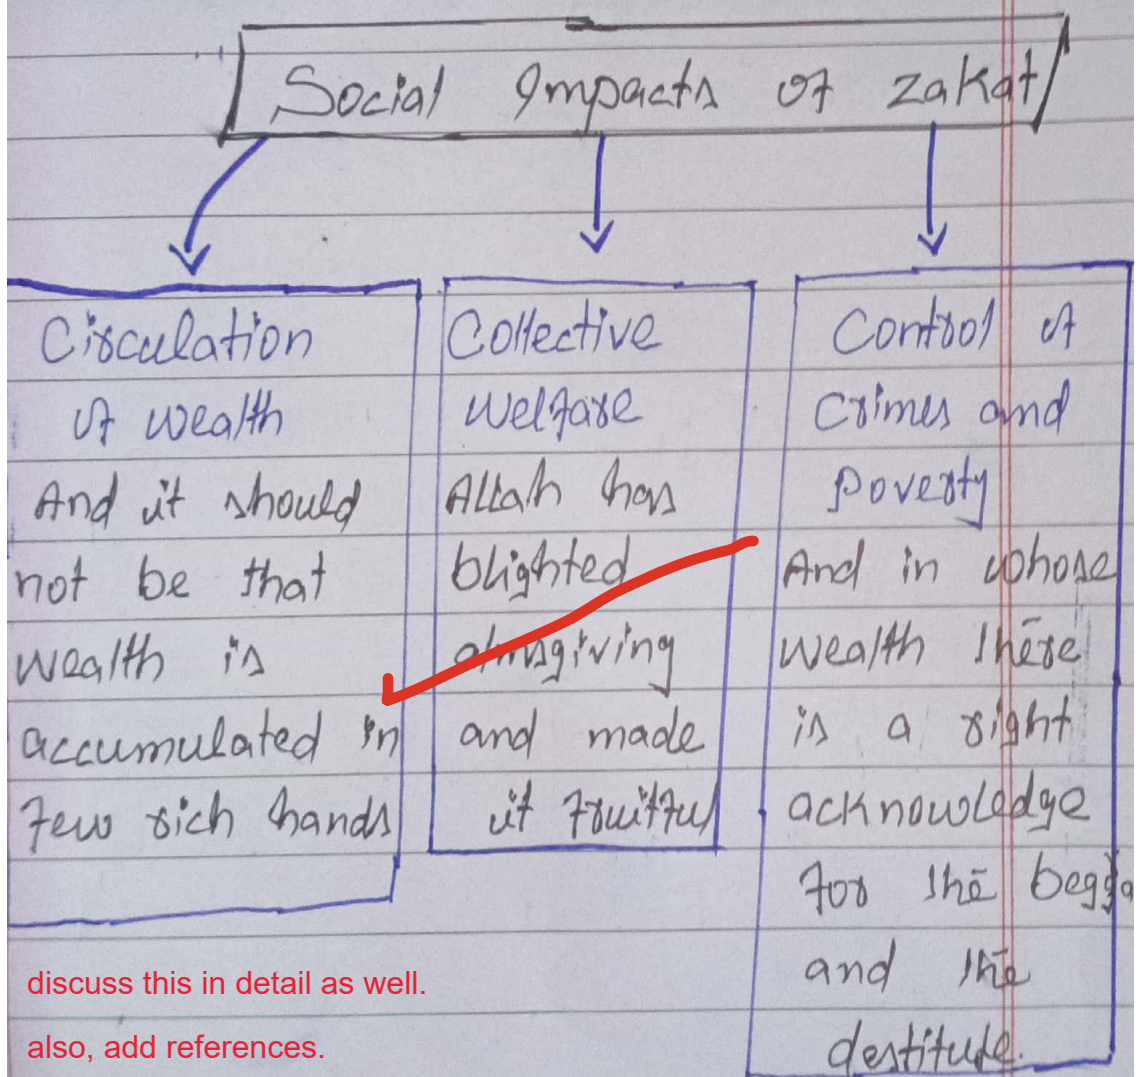 Social Impacts of zakat
Circulation
of wealth
And it should
not be that
wealth is
accumulated in
few rich hands
Collective
welfare
Allah has
blighted
almsgiving
and made
it fruitful
Control of
crimes and
poverty
And in whose
wealth there
is a right
acknowledge
for the begga
and the
destitute.
discuss this in detail as well.
also, add references.